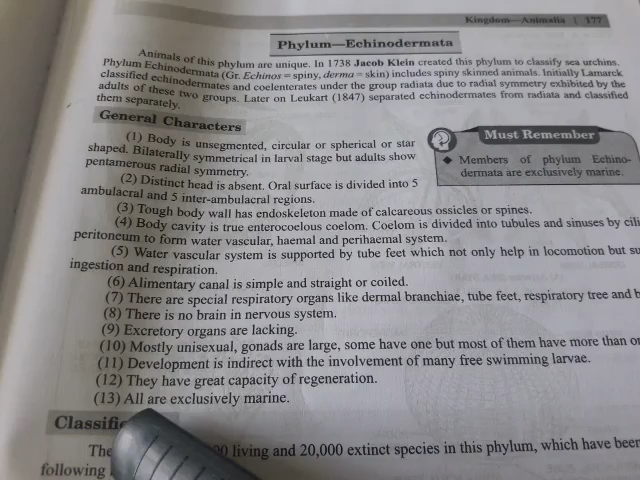 Kingdom—Animalia | 177
Phylum—Echinodermata
Animals of this phylum are unique. In 1738 Jacob Klein created this phylum to classify sea urchins.
Phylum Echinodermata (Gr. Echinos = spiny, derma = skin) includes spiny skinned animals. Initially Lamarck
classified echinodermates and coelenterates under the group radiata due to radial symmetry exhibited by the
adults of these two groups. Later on Leukart (1847) separated echinodermates from radiata and classified
them separately.
General Characters
(1) Body is unsegmented, circular or spherical or star
shaped. Bilaterally symmetrical in larval stage but adults show
pentamerous radial symmetry.
(2) Distinct head is absent. Oral surface is divided into 5
ambulacral and 5 inter-ambulacral regions.
Must Remember
◆ Members of phylum Echino-
dermata are exclusively marine.
(3) Tough body wall has endoskeleton made of calcareous ossicles or spines.
(4) Body cavity is true enterocoelous coelom. Coelom is divided into tubules and sinuses by cili
peritoneum to form water vascular, haemal and perihaemal system.
(5) Water vascular system is supported by tube feet which not only help in locomotion but su
ingestion and respiration.
(6) Alimentary canal is simple and straight or coiled.
(7) There are special respiratory organs like dermal branchiae, tube feet, respiratory tree and b
(8) There is no brain in nervous system.
(9) Excretory organs are lacking.
(10) Mostly unisexual, gonads are large, some have one but most of them have more than or
(11) Development is indirect with the involvement of many free swimming larvae.
(12) They have great capacity of regeneration.
(13) All are exclusively marine.
Classific
The 00 living and 20,000 extinct species in this phylum, which have been
following